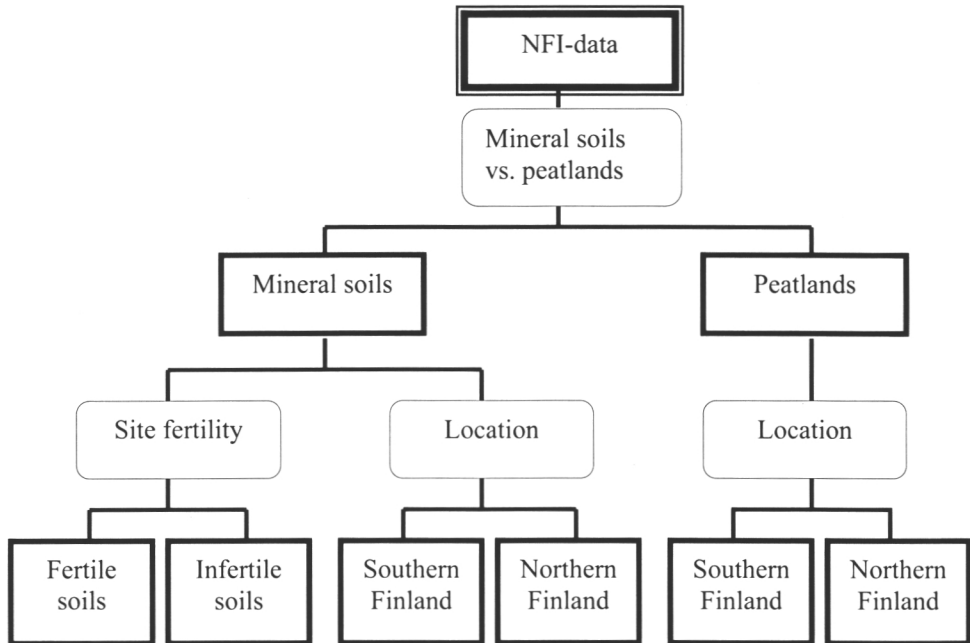 NFI-data
Mineral soils
vs. peatlands
Mineral soils
Peatlands
Site fertility
Location
Location
Fertile
soils
Infertile
soils
Southern
Finland
Northern
Finland
Southern
Finland
Northern
Finland